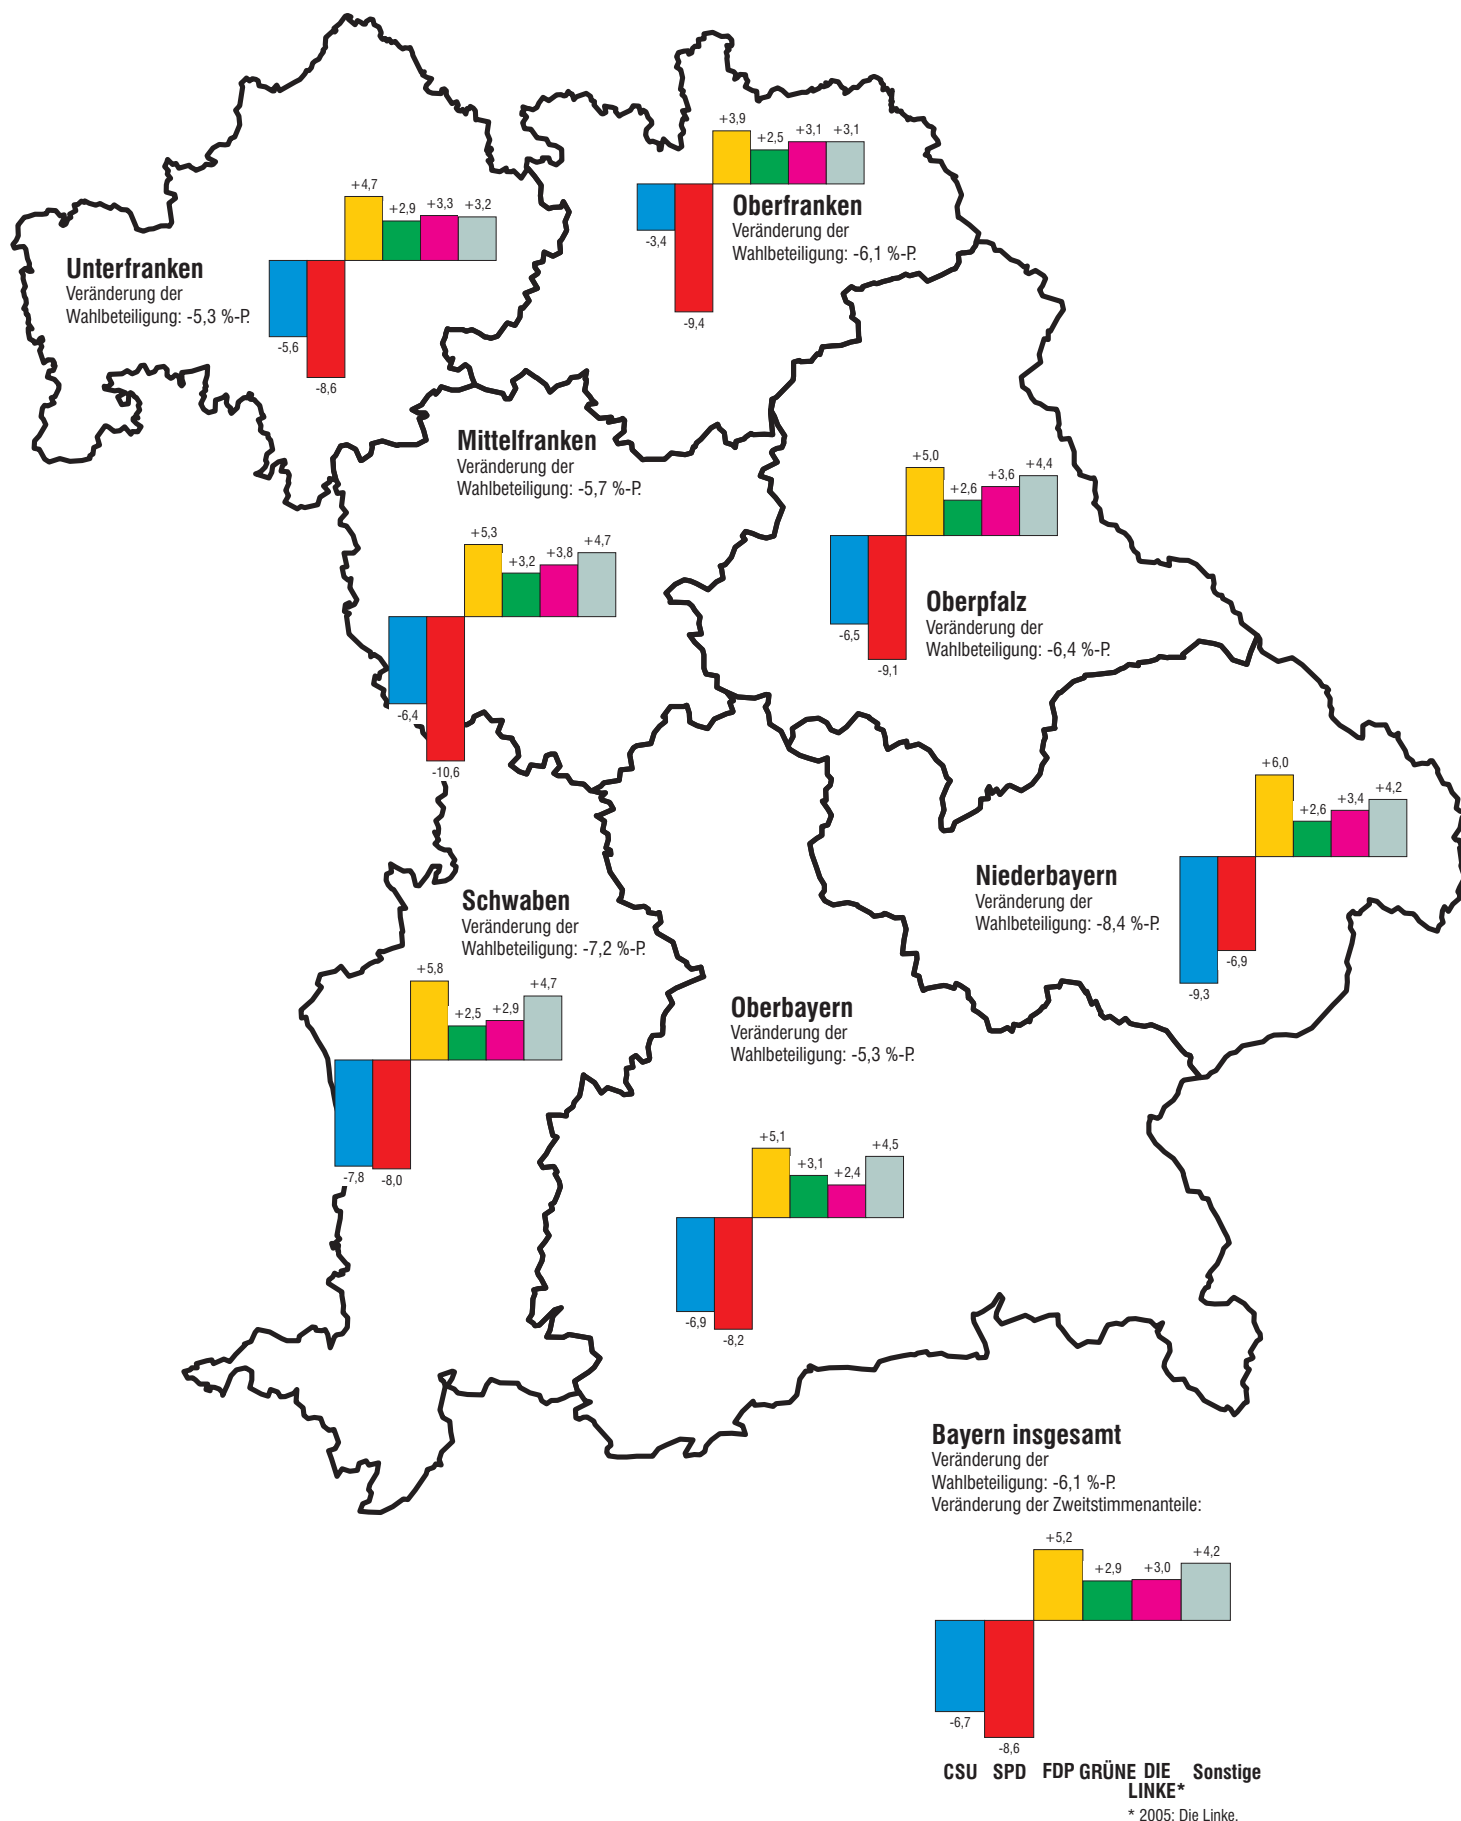 +3,9
+2,5
+3,1
+3,1
Oberfranken
Veränderung der
Wahlbeteiligung: -6,1 %-P.
-3,4
-9,4
+4,7
+2,9
+3,3
+3,2
Unterfranken
Veränderung der
Wahlbeteiligung: -5,3 %-P.
-5,6
-8,6
Mittelfranken
Veränderung der
Wahlbeteiligung: -5,7 %-P.
+5,3
+3,2
+3,8
+4,7
-6,4
-10,6
+5,0
+2,6
+3,6
+4,4
Oberpfalz
Veränderung der
Wahlbeteiligung: -6,4 %-P.
-6,5
-9,1
+6,0
+2,6
+3,4
+4,2
Niederbayern
Veränderung der
Wahlbeteiligung: -8,4 %-P.
-9,3
-6,9
Schwaben
Veränderung der
Wahlbeteiligung: -7,2 %-P.
+5,8
+2,5
+2,9
+4,7
-7,8
-8,0
Oberbayern
Veränderung der
Wahlbeteiligung: -5,3 %-P.
+5,1
+3,1
+2,4
+4,5
-6,9
-8,2
Bayern insgesamt
Veränderung der
Wahlbeteiligung: -6,1 %-P.
Veränderung der Zweitstimmenanteile:
+5,2
+2,9
+3,0
+4,2
-6,7
-8,6
CSU SPD FDP GRÜNE DIE Sonstige
LINKE*
* 2005: Die Linke.